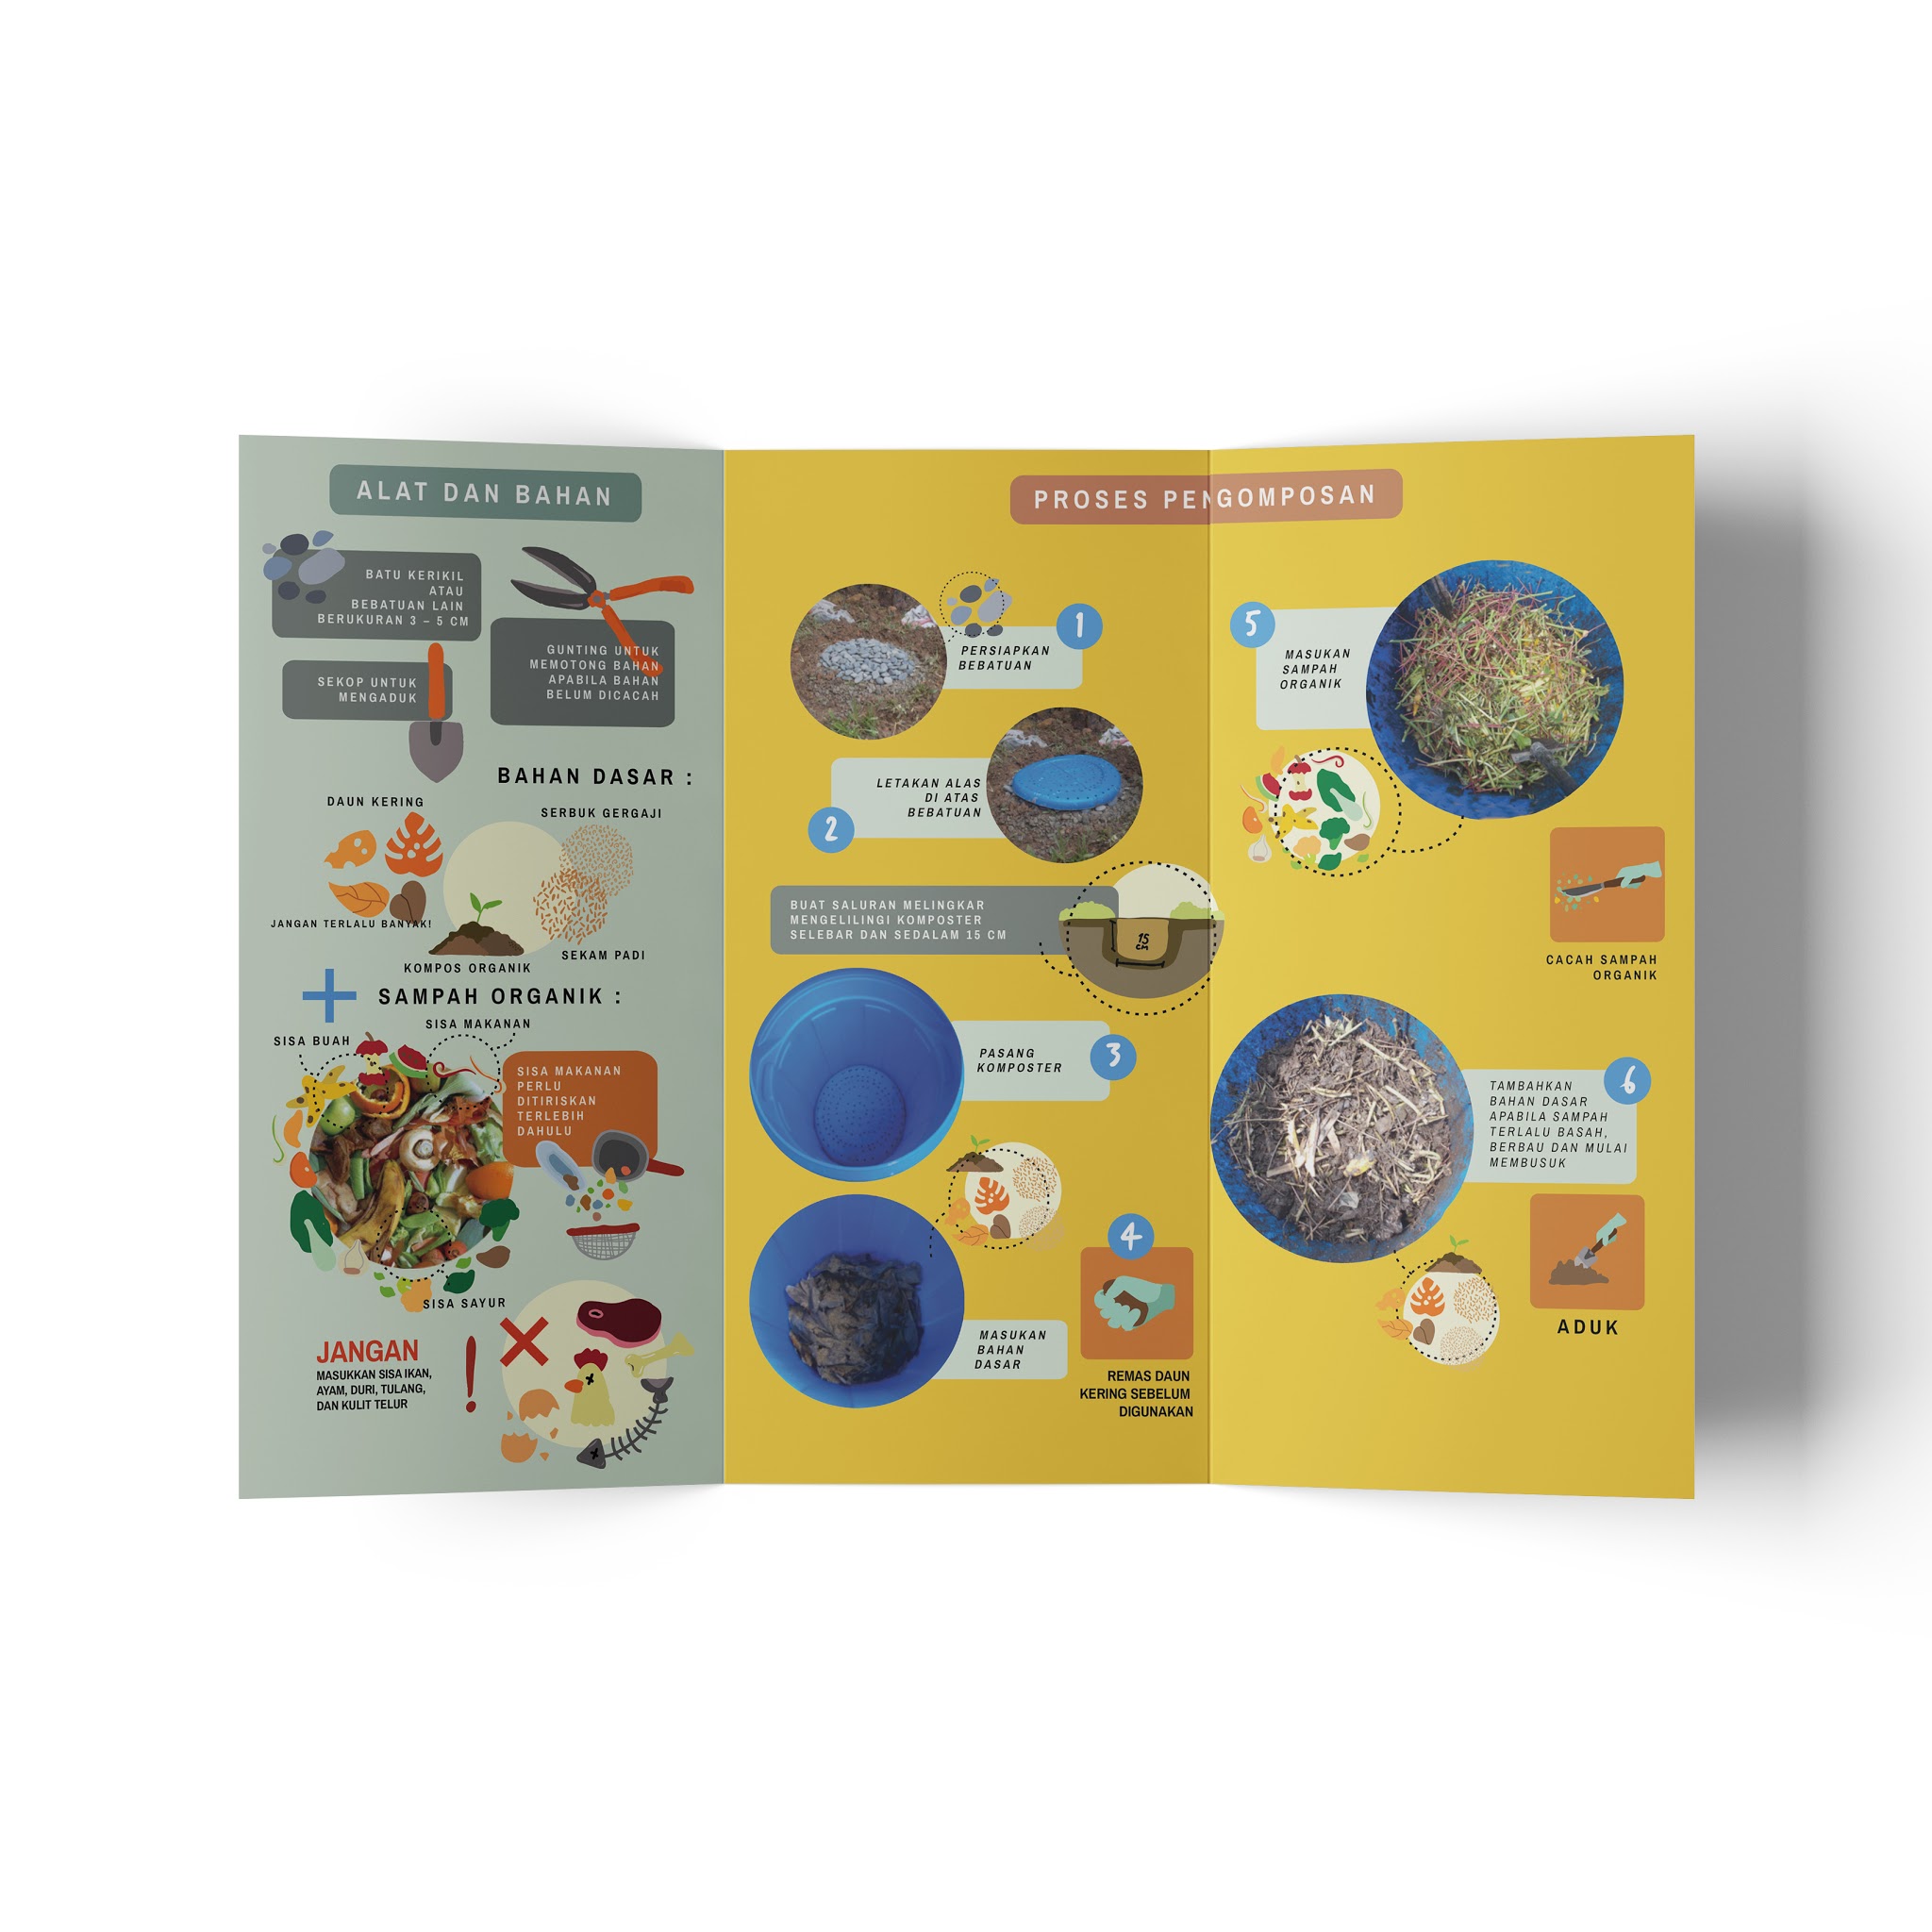 ALAT DAN BAHAN
BATU KERIKIL
ATAU
BEBATUAN LAIN
BERUKURAN 3 – 5 CM
GUNTING UNTUK
MEMOTONG BAHAN
APABILA BAHAN
BELUM DICACAH
SEKOP UNTUK
MENGADUK
BAHAN DASAR :
DAUN KERING
SERBUK GERGAJI
JANGAN TERLALU BANYAK!
SEKAM PADI
KOMPOS ORGANIK
SAMPAH ORGANIK :
SISA MAKANAN
SISA BUAH
SISA MAKANAN
PERLU
DITIRISKAN
TERLEBIH
DAHULU
SISA SAYUR
JANGAN
MASUKKAN SISA IKAN,
AYAM, DURI, TULANG,
DAN KULIT TELUR
!
PROSES PENGOMPOSAN
1
PERSIAPKAN
BEBATUAN
LETAKAN ALAS
DI ATAS
BEBATUAN
2
BUAT SALURAN MELINGKAR
MENGELILINGI KOMPOSTER
SELEBAR DAN SEDALAM 15 CM
15
CM
PASANG
KOMPOSTER
3
4
MASUKAN
BAHAN
DASAR
REMAS DAUN
KERING SEBELUM
DIGUNAKAN
5
MASUKAN
SAMPAH
ORGANIK
CACAH SAMPAH
ORGANIK
6
TAMBAHKAN
BAHAN DASAR
APABILA SAMPAH
TERLALU BASAH,
BERBAU DAN MULAI
MEMBUSUK
ADUK